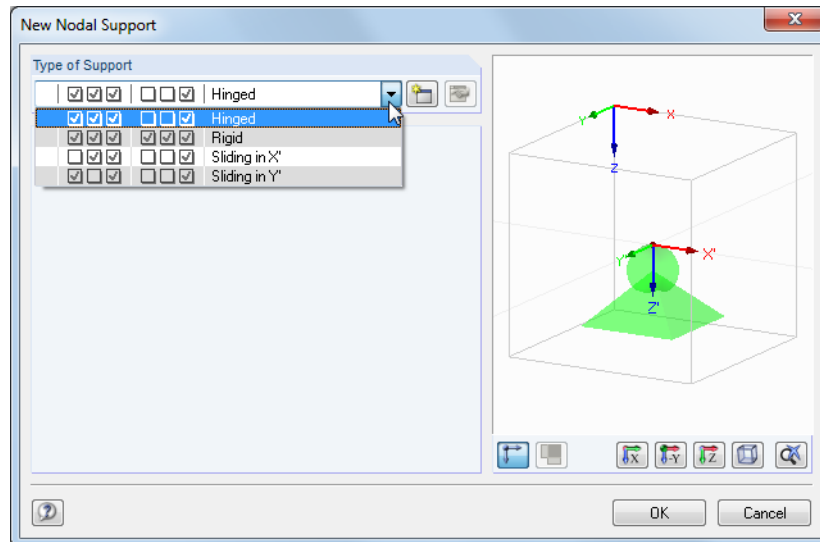 New Nodal Support
Type of Support
Hinged
Hinged
Rigid
Sliding in X'
Sliding in Y'
Y X
Z
Y' X'
Z'
X -Y Z
OK Cancel